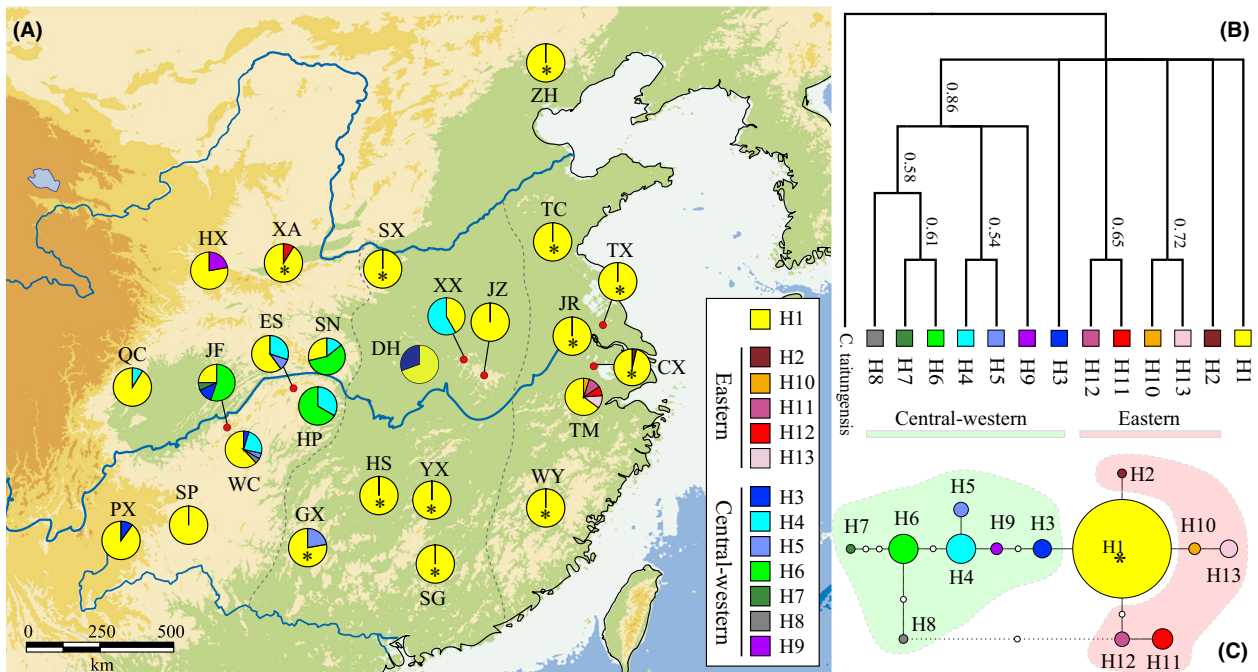 (A)
ZH
*
HX
XA
*
SX
*
TC
*
TX
*
XX
JZ
JR
*
ES
SN
DH
QC
JF
CX
*
HP
TM
WC
HS
*
YX
*
WY
*
PX
SP
GX
*
SG
*
0 250 500
km
H1
Eastern
H2
H10
H11
H12
H13
Central-western
H3
H4
H5
H6
H7
H8
H9
(B)
0.86
0.58
0.61
0.54
0.65
0.72
C. taitungensis
H8
H7
H6
H4
H5
H9
H3
H12
H11
H10
H13
H2
H1
Central-western
Eastern
H2
H5
H7
H6
H9
H3
H1
*
H10
H4
H13
H8
H12
H11
(C)